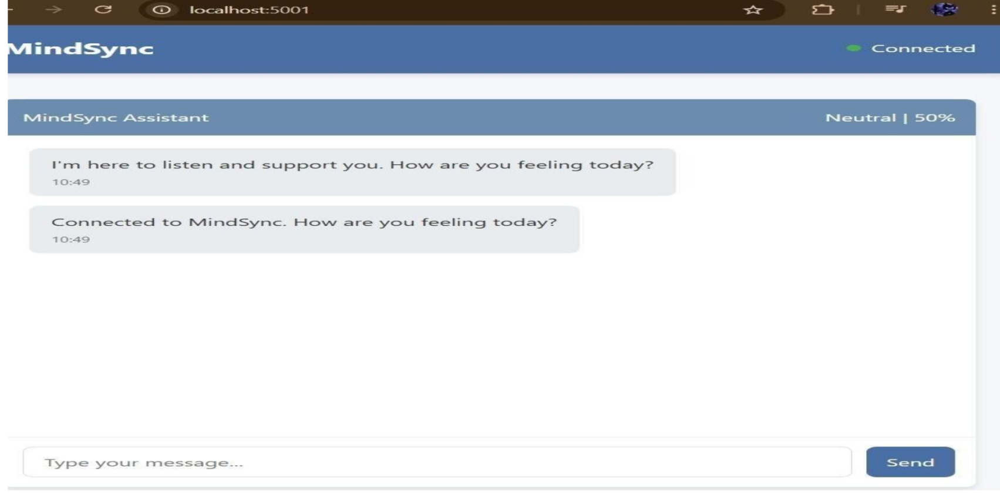 localhost:5001
MindSync
Connected
MindSync Assistant
Neutral | 50%
I'm here to listen and support you. How are you feeling today?
10:49
Connected to MindSync. How are you feeling today?
10:49
Type your message...
Send